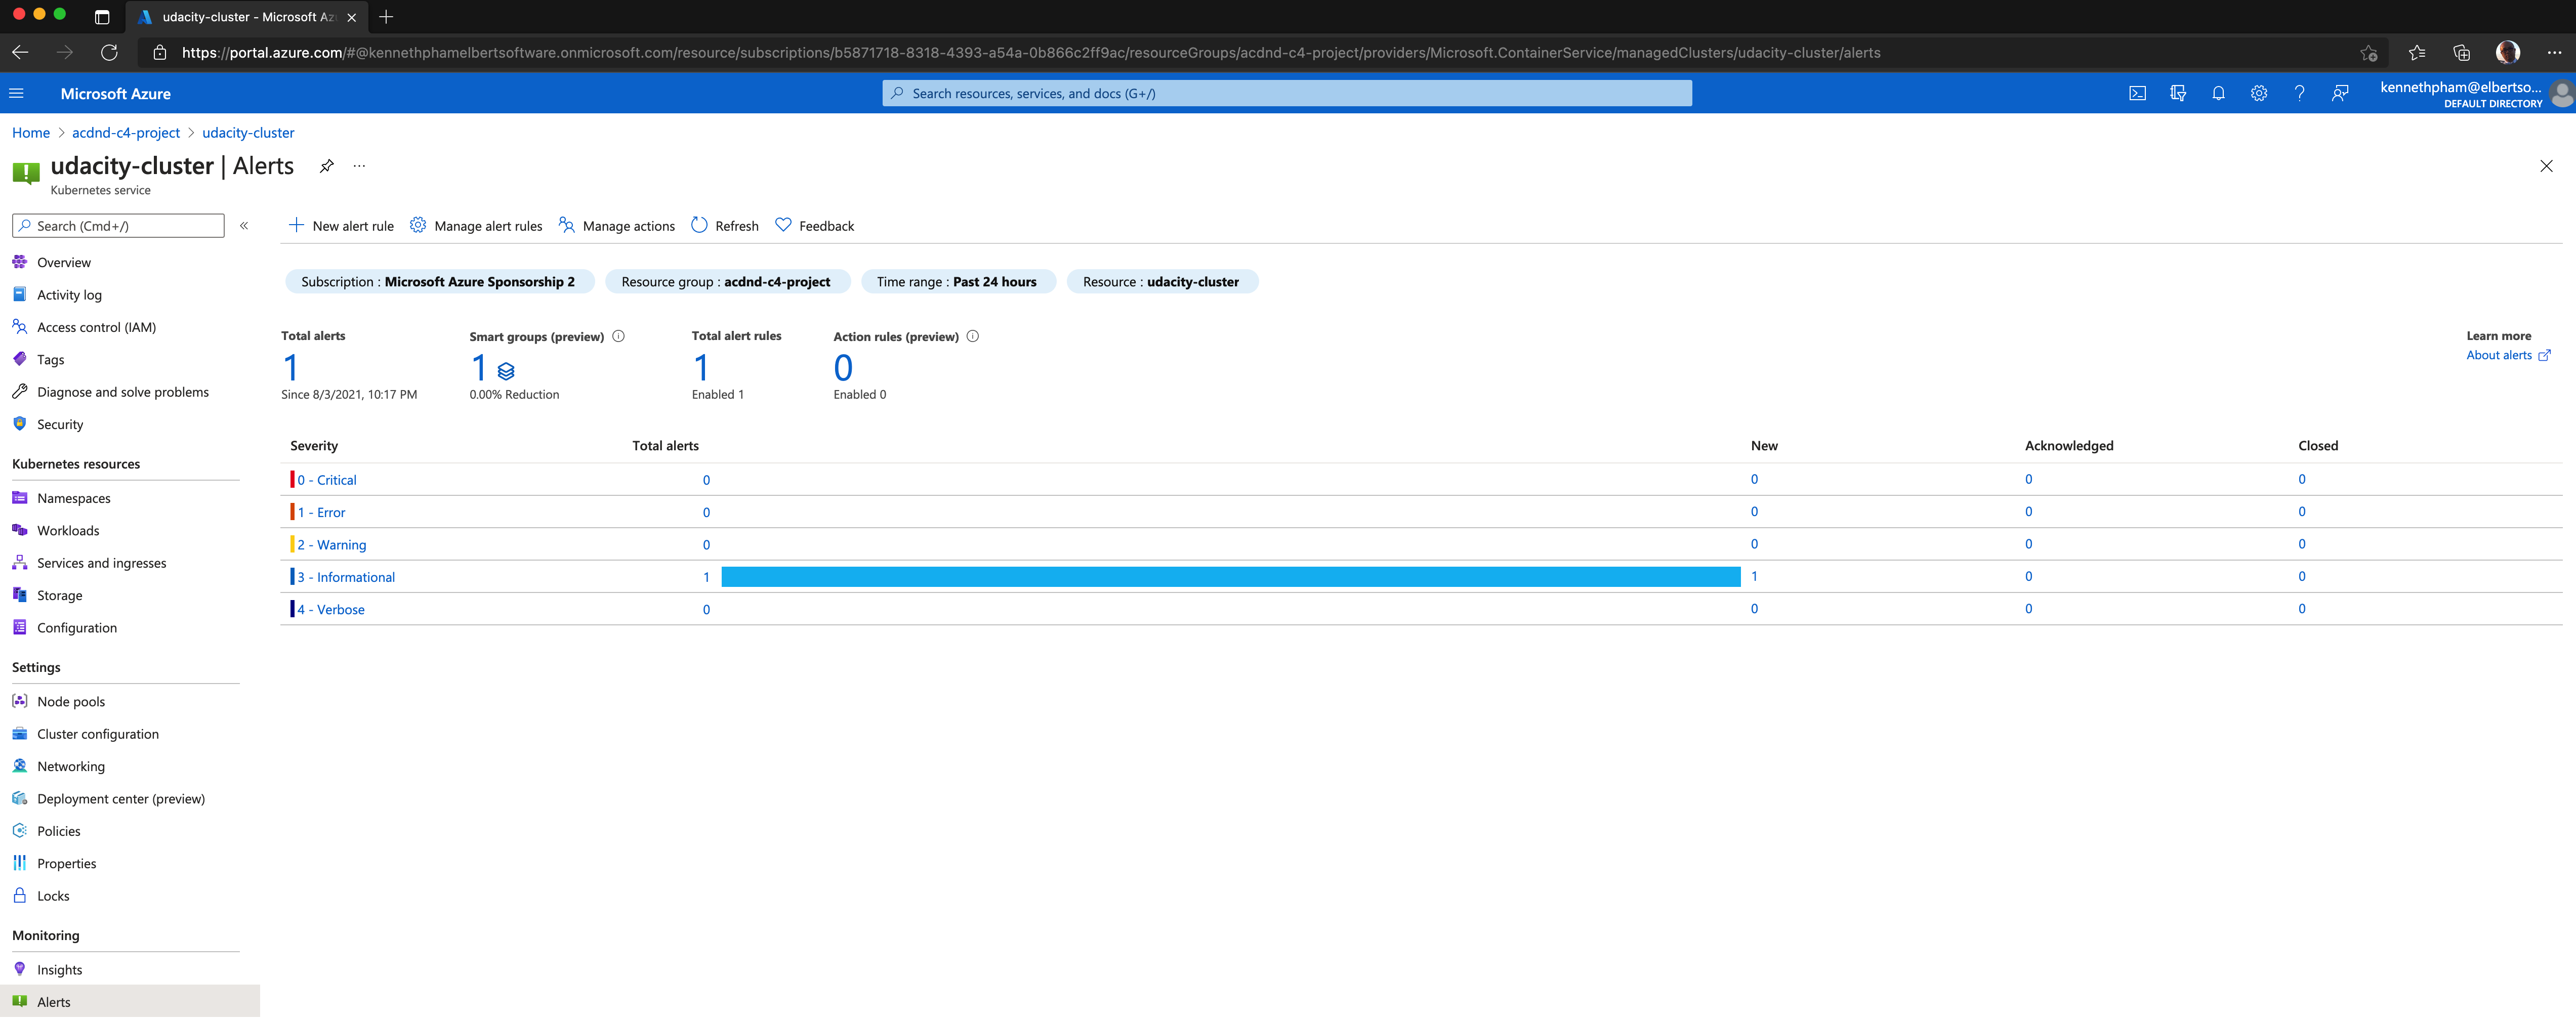 udacity-cluster - Microsoft Az
https://portal.azure.com/#@kennethphamelbertsoftware.onmicrosoft.com/resource/subscriptions/b5871718-8318-4393-a54a-0b866c2ff9ac/resourceGroups/acdnd-c4-project/providers/Microsoft.ContainerService/managedClusters/udacity-cluster/alerts
Microsoft Azure
Search resources, services, and docs (G+/)
kennethpham@elbertso...
DEFAULT DIRECTORY
Home > acdnd-c4-project > udacity-cluster
udacity-cluster | Alerts
Kubernetes service
Search (Cmd+/)
Overview
Activity log
Access control (IAM)
Tags
Diagnose and solve problems
Security
Kubernetes resources
Namespaces
Workloads
Services and ingresses
Storage
Configuration
Settings
Node pools
Cluster configuration
Networking
Deployment center (preview)
Policies
Properties
Locks
Monitoring
Insights
Alerts
New alert rule Manage alert rules Manage actions Refresh Feedback
Subscription : Microsoft Azure Sponsorship 2 Resource group : acdnd-c4-project Time range : Past 24 hours Resource : udacity-cluster
Total alerts Smart groups (preview) Total alert rules Action rules (preview)
1 1 1 0
Since 8/3/2021, 10:17 PM 0.00% Reduction Enabled 1 Enabled 0
Learn more
About alerts
Severity Total alerts New Acknowledged Closed
0 - Critical 0 0 0 0
1 - Error 0 0 0 0
2 - Warning 0 0 0 0
3 - Informational 1 1 0 0
4 - Verbose 0 0 0 0